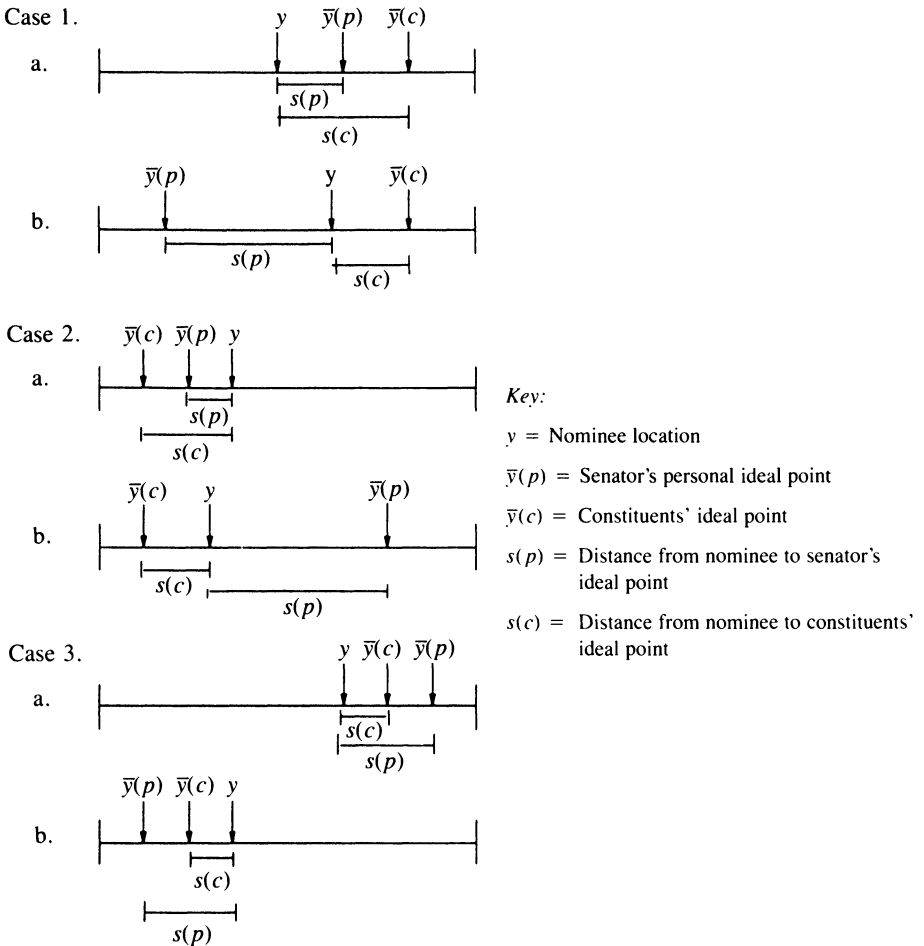 Case 1.
y ȳ(p) ȳ(c)
a.
s(p)
s(c)
ȳ(p) y ȳ(c)
b.
s(p)
s(c)
Case 2.
ȳ(c) ȳ(p) y
a.
s(p)
s(c)
ȳ(c) y ȳ(p)
b.
s(c)
s(p)
Key:
y = Nominee location
ȳ(p) = Senator's personal ideal point
ȳ(c) = Constituents' ideal point
s(p) = Distance from nominee to senator's
ideal point
s(c) = Distance from nominee to constituents'
ideal point
Case 3.
y ȳ(c) ȳ(p)
a.
s(c)
s(p)
ȳ(p) ȳ(c) y
b.
s(c)
s(p)